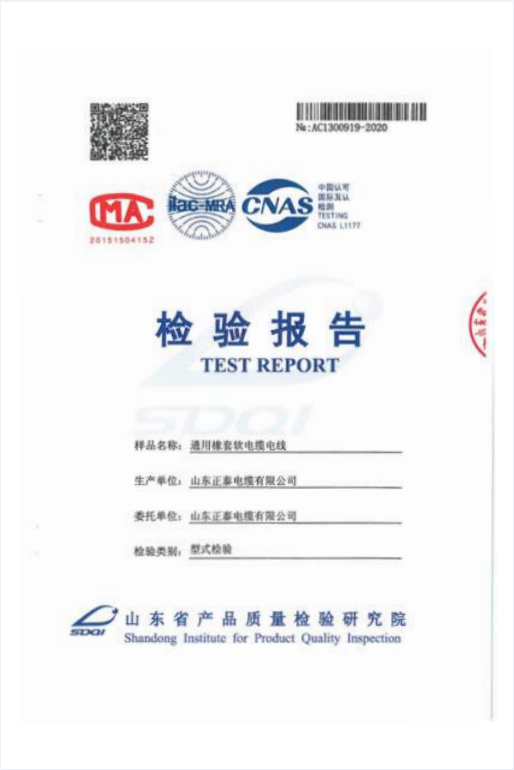 №:AC1300919-2020
MA
2015150415Z
ilac-MRA
CNAS
中国认可
国际互认
检测
TESTING
CNAS L1177
检验报告
TEST REPORT
SDQI
样品名称: 通用橡套软电缆电线
生产单位: 山东正泰电缆有限公司
委托单位: 山东正泰电缆有限公司
检验类别: 型式检验
SDQI
山东省产品质量检验研究院
Shandong Institute for Product Quality Inspection